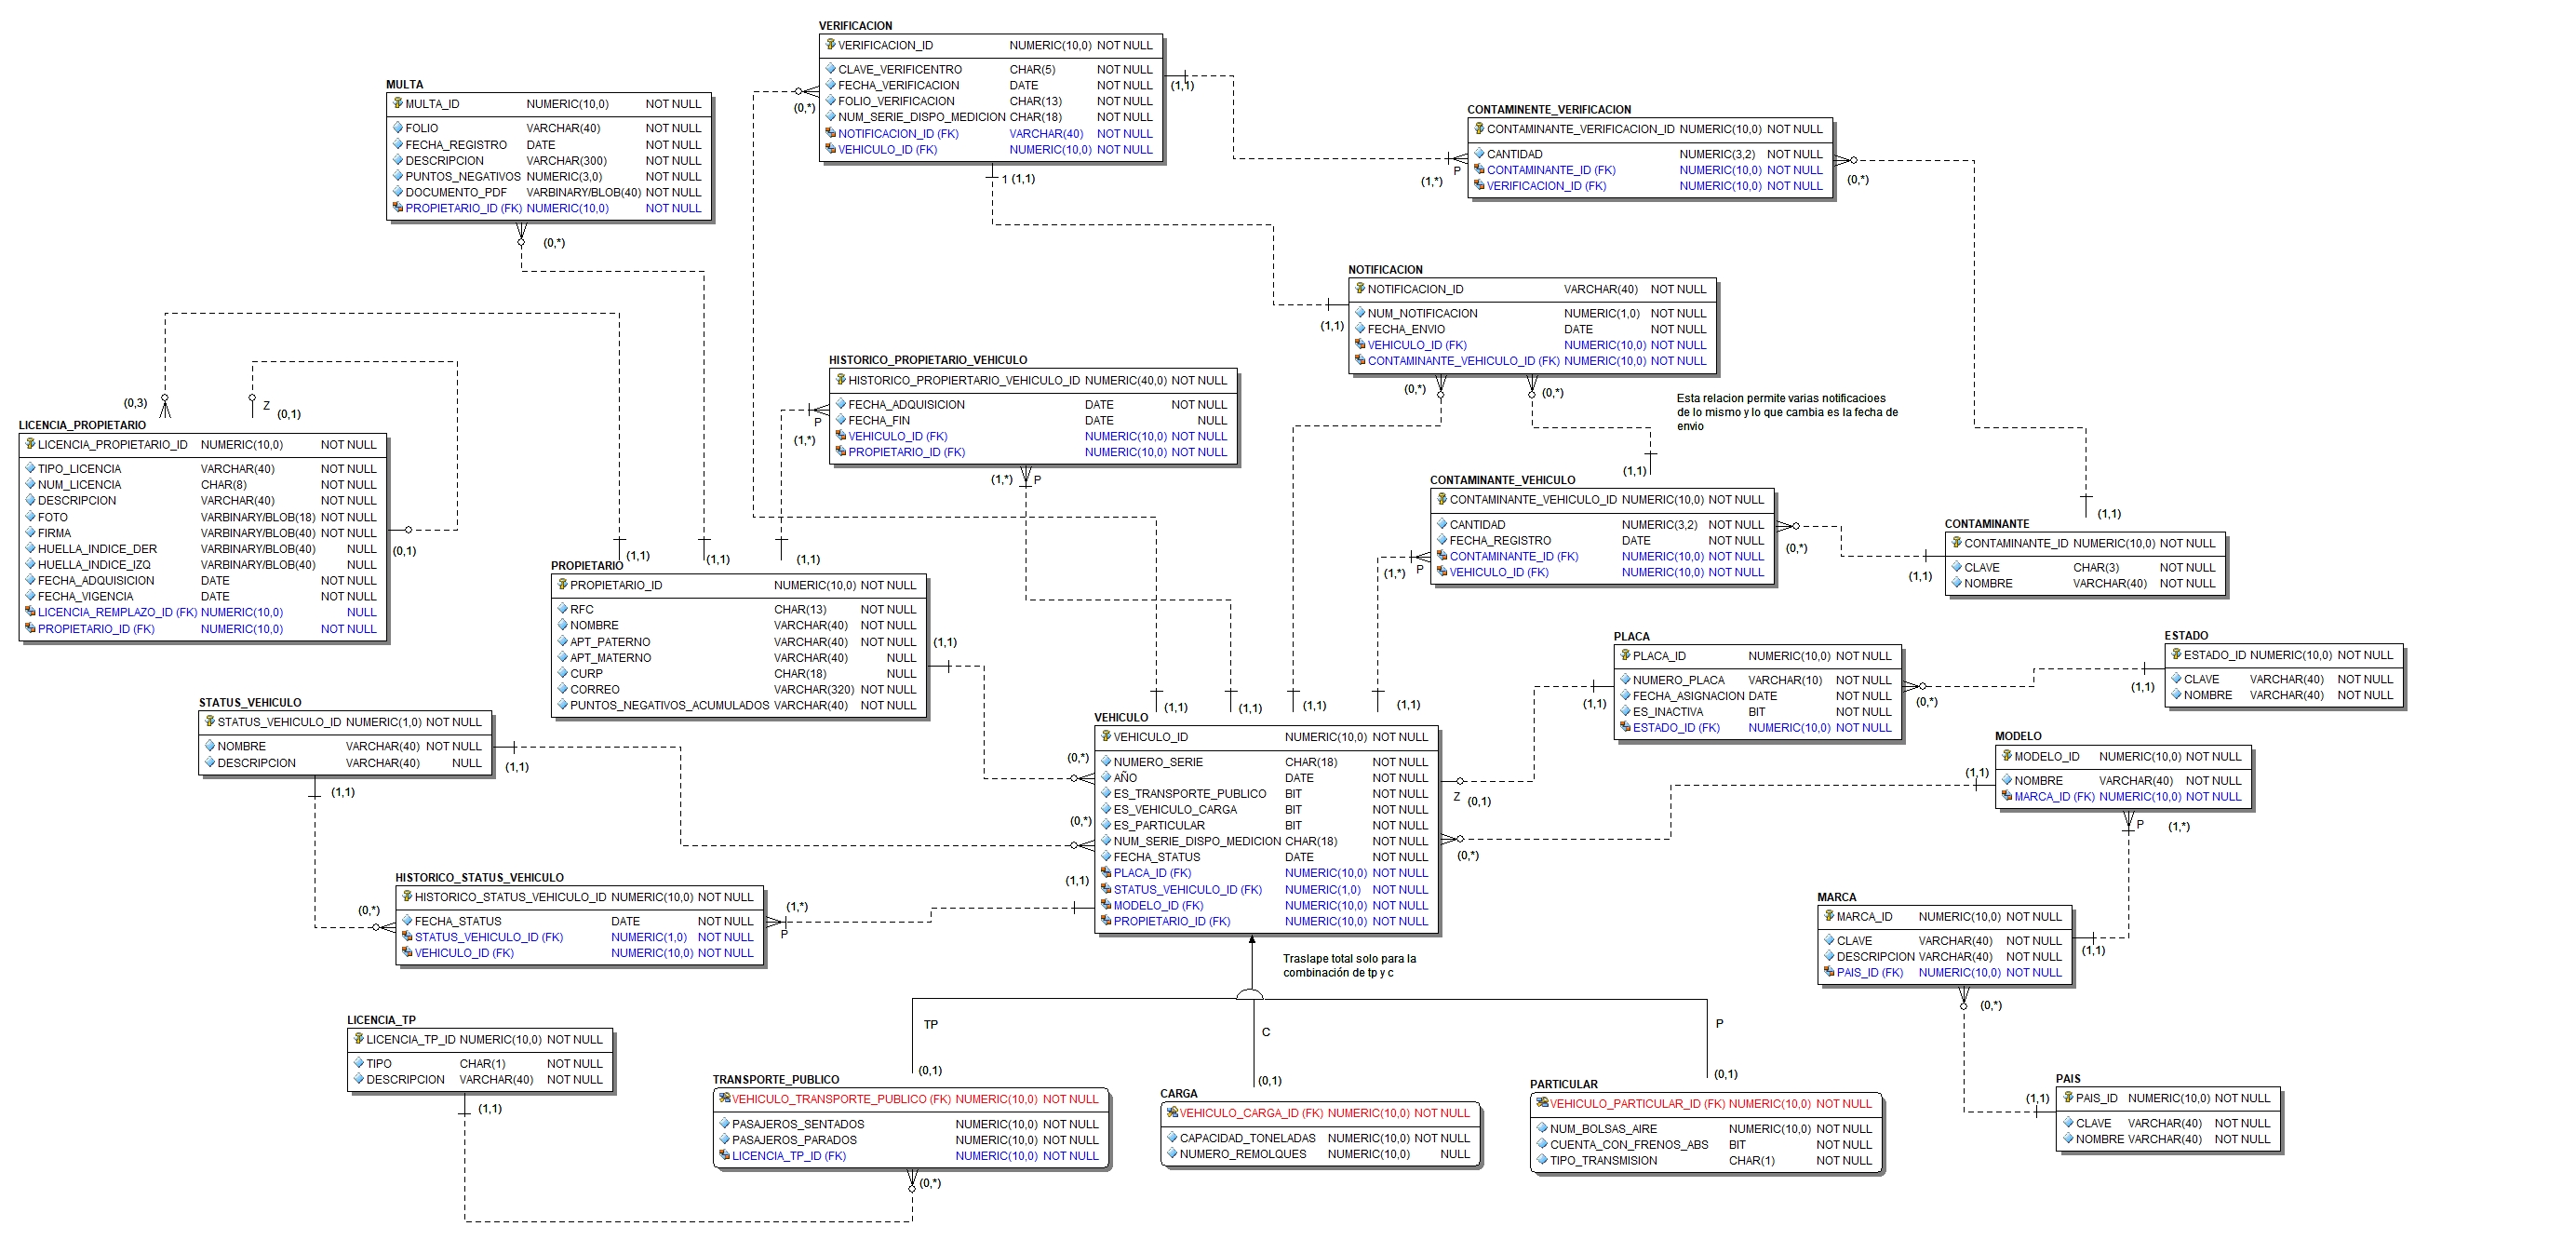 VERIFICACION
VERIFICACION_ID NUMERIC(10,0) NOT NULL
CLAVE_VERIFICENTRO CHAR(5) NOT NULL
FECHA_VERIFICACION DATE NOT NULL
FOLIO_VERIFICACION CHAR(13) NOT NULL
NUM_SERIE_DISPO_MEDICION CHAR(18) NOT NULL
NOTIFICACION_ID (FK) VARCHAR(40) NOT NULL
VEHICULO_ID (FK) NUMERIC(10,0) NOT NULL
(0,*)
(1,1)
1 (1,1)
MULTA
MULTA_ID NUMERIC(10,0) NOT NULL
FOLIO VARCHAR(40) NOT NULL
FECHA_REGISTRO DATE NOT NULL
DESCRIPCION VARCHAR(300) NOT NULL
PUNTOS_NEGATIVOS NUMERIC(3,0) NOT NULL
DOCUMENTO_PDF VARBINARY/BLOB(40) NOT NULL
PROPIETARIO_ID (FK) NUMERIC(10,0) NOT NULL
(0,*)
CONTAMINENTE_VERIFICACION
CONTAMINANTE_VERIFICACION_ID NUMERIC(10,0) NOT NULL
CANTIDAD NUMERIC(3,2) NOT NULL
CONTAMINANTE_ID (FK) NUMERIC(10,0) NOT NULL
VERIFICACION_ID (FK) NUMERIC(10,0) NOT NULL
P
(1,*)
(0,*)
NOTIFICACION
NOTIFICACION_ID VARCHAR(40) NOT NULL
NUM_NOTIFICACION NUMERIC(1,0) NOT NULL
FECHA_ENVIO DATE NOT NULL
VEHICULO_ID (FK) NUMERIC(10,0) NOT NULL
CONTAMINANTE_VEHICULO_ID (FK) NUMERIC(10,0) NOT NULL
(1,1)
(0,*)
(0,*)
Esta relacion permite varias notificacioes
de lo mismo y lo que cambia es la fecha de
envio
HISTORICO_PROPIETARIO_VEHICULO
HISTORICO_PROPIERTARIO_VEHICULO_ID NUMERIC(40,0) NOT NULL
FECHA_ADQUISICION DATE NOT NULL
FECHA_FIN DATE NULL
VEHICULO_ID (FK) NUMERIC(10,0) NOT NULL
PROPIETARIO_ID (FK) NUMERIC(10,0) NOT NULL
P
(1,*)
(1,*)
P
(0,3)
Z
(0,1)
LICENCIA_PROPIETARIO
LICENCIA_PROPIETARIO_ID NUMERIC(10,0) NOT NULL
TIPO_LICENCIA VARCHAR(40) NOT NULL
NUM_LICENCIA CHAR(8) NOT NULL
DESCRIPCION VARCHAR(40) NOT NULL
FOTO VARBINARY/BLOB(18) NOT NULL
FIRMA VARBINARY/BLOB(40) NOT NULL
HUELLA_INDICE_DER VARBINARY/BLOB(40) NULL
HUELLA_INDICE_IZQ VARBINARY/BLOB(40) NULL
FECHA_ADQUISICION DATE NOT NULL
FECHA_VIGENCIA DATE NOT NULL
LICENCIA_REMPLAZO_ID (FK) NUMERIC(10,0) NULL
PROPIETARIO_ID (FK) NUMERIC(10,0) NOT NULL
(0,1)
(1,1)
CONTAMINANTE_VEHICULO
CONTAMINANTE_VEHICULO_ID NUMERIC(10,0) NOT NULL
CANTIDAD NUMERIC(3,2) NOT NULL
FECHA_REGISTRO DATE NOT NULL
CONTAMINANTE_ID (FK) NUMERIC(10,0) NOT NULL
VEHICULO_ID (FK) NUMERIC(10,0) NOT NULL
(1,*)
P
(0,*)
(1,1)
(1,1)
CONTAMINANTE
CONTAMINANTE_ID NUMERIC(10,0) NOT NULL
CLAVE CHAR(3) NOT NULL
NOMBRE VARCHAR(40) NOT NULL
(1,1)
(1,1)
(1,1)
PROPIETARIO
PROPIETARIO_ID NUMERIC(10,0) NOT NULL
RFC CHAR(13) NOT NULL
NOMBRE VARCHAR(40) NOT NULL
APT_PATERNO VARCHAR(40) NOT NULL
APT_MATERNO VARCHAR(40) NULL
CURP CHAR(18) NULL
CORREO VARCHAR(320) NOT NULL
PUNTOS_NEGATIVOS_ACUMULADOS VARCHAR(40) NOT NULL
(1,1)
PLACA
PLACA_ID NUMERIC(10,0) NOT NULL
NUMERO_PLACA VARCHAR(10) NOT NULL
FECHA_ASIGNACION DATE NOT NULL
ES_INACTIVA BIT NOT NULL
ESTADO_ID (FK) NUMERIC(10,0) NOT NULL
(1,1)
(0,*)
ESTADO
ESTADO_ID NUMERIC(10,0) NOT NULL
CLAVE VARCHAR(40) NOT NULL
NOMBRE VARCHAR(40) NOT NULL
(1,1)
STATUS_VEHICULO
STATUS_VEHICULO_ID NUMERIC(1,0) NOT NULL
NOMBRE VARCHAR(40) NOT NULL
DESCRIPCION VARCHAR(40) NULL
(1,1)
(1,1)
(1,1)
(1,1)
(1,1)
(1,1)
VEHICULO
VEHICULO_ID NUMERIC(10,0) NOT NULL
NUMERO_SERIE CHAR(18) NOT NULL
AÑO DATE NOT NULL
ES_TRANSPORTE_PUBLICO BIT NOT NULL
ES_VEHICULO_CARGA BIT NOT NULL
ES_PARTICULAR BIT NOT NULL
NUM_SERIE_DISPO_MEDICION CHAR(18) NOT NULL
FECHA_STATUS DATE NOT NULL
PLACA_ID (FK) NUMERIC(10,0) NOT NULL
STATUS_VEHICULO_ID (FK) NUMERIC(1,0) NOT NULL
MODELO_ID (FK) NUMERIC(10,0) NOT NULL
PROPIETARIO_ID (FK) NUMERIC(10,0) NOT NULL
(0,*)
(0,*)
(1,1)
Z
(0,1)
(0,*)
MODELO
MODELO_ID NUMERIC(10,0) NOT NULL
NOMBRE VARCHAR(40) NOT NULL
MARCA_ID (FK) NUMERIC(10,0) NOT NULL
(1,1)
P
(1,*)
HISTORICO_STATUS_VEHICULO
HISTORICO_STATUS_VEHICULO_ID NUMERIC(10,0) NOT NULL
FECHA_STATUS DATE NOT NULL
STATUS_VEHICULO_ID (FK) NUMERIC(1,0) NOT NULL
VEHICULO_ID (FK) NUMERIC(10,0) NOT NULL
(0,*)
(1,*)
P
MARCA
MARCA_ID NUMERIC(10,0) NOT NULL
CLAVE VARCHAR(40) NOT NULL
DESCRIPCION VARCHAR(40) NOT NULL
PAIS_ID (FK) NUMERIC(10,0) NOT NULL
(1,1)
(0,*)
Traslape total solo para la
combinación de tp y c
TP
C
P
LICENCIA_TP
LICENCIA_TP_ID NUMERIC(10,0) NOT NULL
TIPO CHAR(1) NOT NULL
DESCRIPCION VARCHAR(40) NOT NULL
(1,1)
(0,1)
TRANSPORTE_PUBLICO
VEHICULO_TRANSPORTE_PUBLICO (FK) NUMERIC(10,0) NOT NULL
PASAJEROS_SENTADOS NUMERIC(10,0) NOT NULL
PASAJEROS_PARADOS NUMERIC(10,0) NOT NULL
LICENCIA_TP_ID (FK) NUMERIC(10,0) NOT NULL
(0,*)
(0,1)
CARGA
VEHICULO_CARGA_ID (FK) NUMERIC(10,0) NOT NULL
CAPACIDAD_TONELADAS NUMERIC(10,0) NOT NULL
NUMERO_REMOLQUES NUMERIC(10,0) NULL
(0,1)
PARTICULAR
VEHICULO_PARTICULAR_ID (FK) NUMERIC(10,0) NOT NULL
NUM_BOLSAS_AIRE NUMERIC(10,0) NOT NULL
CUENTA_CON_FRENOS_ABS BIT NOT NULL
TIPO_TRANSMISION CHAR(1) NOT NULL
PAIS
(1,1)
PAIS_ID NUMERIC(10,0) NOT NULL
CLAVE VARCHAR(40) NOT NULL
NOMBRE VARCHAR(40) NOT NULL